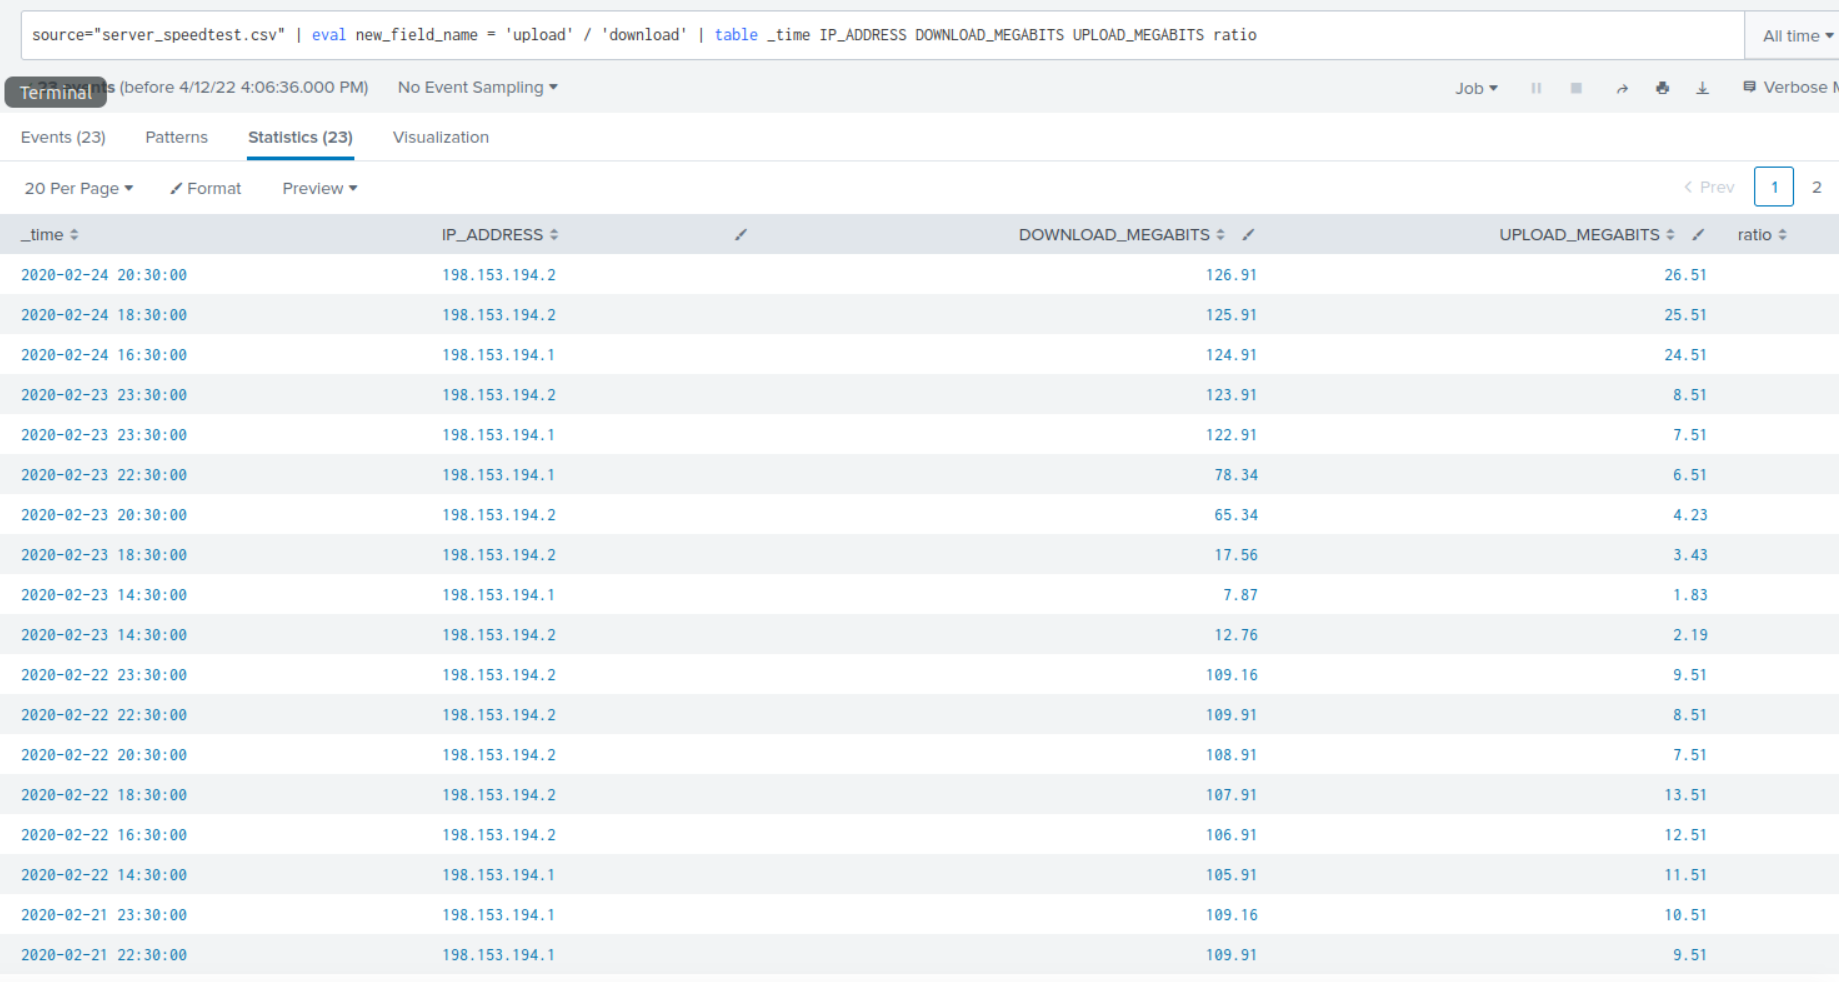 source="server_speedtest.csv" | eval new_field_name = 'upload' / 'download' | table _time IP_ADDRESS DOWNLOAD_MEGABITS UPLOAD_MEGABITS ratio
All time
Terminal
(before 4/12/22 4:06:36.000 PM) No Event Sampling Job Verbose M
Events (23) Patterns Statistics (23) Visualization
20 Per Page Format Preview Prev 1 2
_time IP_ADDRESS DOWNLOAD_MEGABITS UPLOAD_MEGABITS ratio
2020-02-24 20:30:00 198.153.194.2 126.91 26.51
2020-02-24 18:30:00 198.153.194.2 125.91 25.51
2020-02-24 16:30:00 198.153.194.1 124.91 24.51
2020-02-23 23:30:00 198.153.194.2 123.91 8.51
2020-02-23 23:30:00 198.153.194.1 122.91 7.51
2020-02-23 22:30:00 198.153.194.1 78.34 6.51
2020-02-23 20:30:00 198.153.194.2 65.34 4.23
2020-02-23 18:30:00 198.153.194.2 17.56 3.43
2020-02-23 14:30:00 198.153.194.1 7.87 1.83
2020-02-23 14:30:00 198.153.194.2 12.76 2.19
2020-02-22 23:30:00 198.153.194.2 109.16 9.51
2020-02-22 22:30:00 198.153.194.2 109.91 8.51
2020-02-22 20:30:00 198.153.194.2 108.91 7.51
2020-02-22 18:30:00 198.153.194.2 107.91 13.51
2020-02-22 16:30:00 198.153.194.2 106.91 12.51
2020-02-22 14:30:00 198.153.194.1 105.91 11.51
2020-02-21 23:30:00 198.153.194.1 109.16 10.51
2020-02-21 22:30:00 198.153.194.1 109.91 9.51